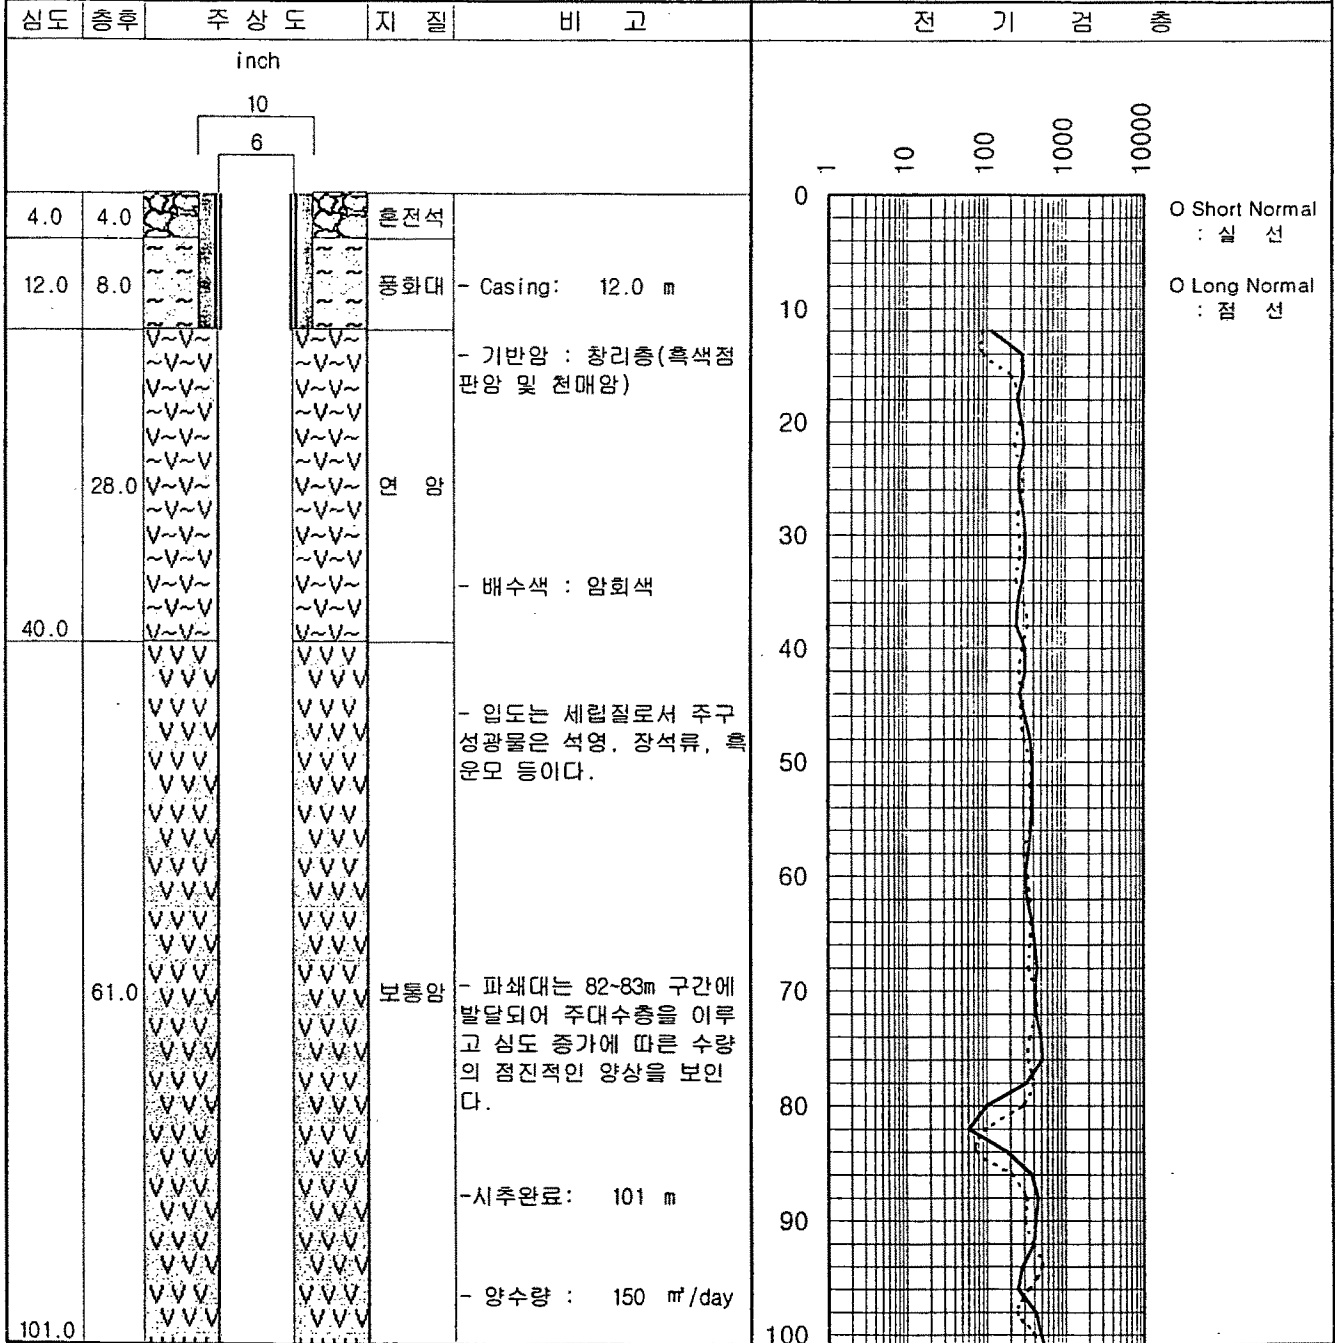 심도 층후 주 상 도 지 질 비 고 전 기 검 층
inch
10
6
4.0 4.0 혼전석
12.0 8.0 풍화대 - Casing: 12.0 m
- 기반암 : 창리층(흑색점
판암 및 천매암)
28.0 연 암
- 배수색 : 암회색
40.0
- 입도는 세립질로서 주구
성광물은 석영, 장석류, 흑
운모 등이다.
61.0 보통암 - 파쇄대는 82~83m 구간에
발달되어 주대수층을 이루
고 심도 증가에 따른 수량
의 점진적인 양상을 보인
다.
-시추완료: 101 m
- 양수량 : 150 ㎥/day
101.0
1 10 100 1000 10000
0
10
20
30
40
50
60
70
80
90
100
O Short Normal
: 실 선
O Long Normal
: 점 선